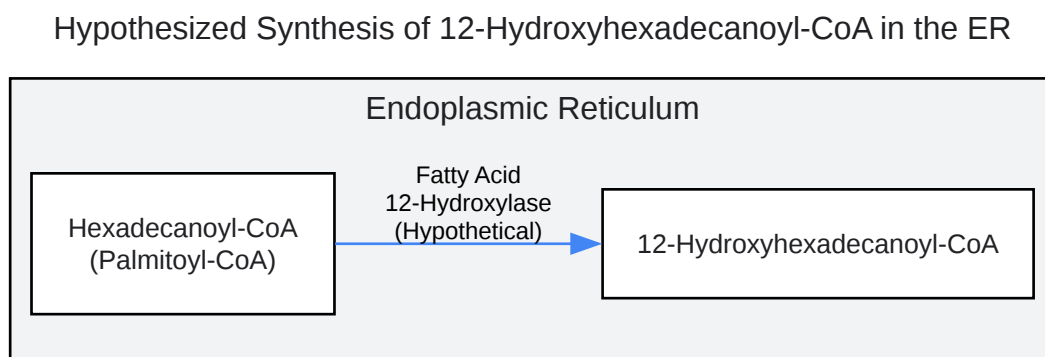 Hypothesized Synthesis of 12-Hydroxyhexadecanoyl-CoA in the ER
Endoplasmic Reticulum
Hexadecanoyl-CoA
(Palmitoyl-CoA)
Fatty Acid
12-Hydroxylase
(Hypothetical)
12-Hydroxyhexadecanoyl-CoA